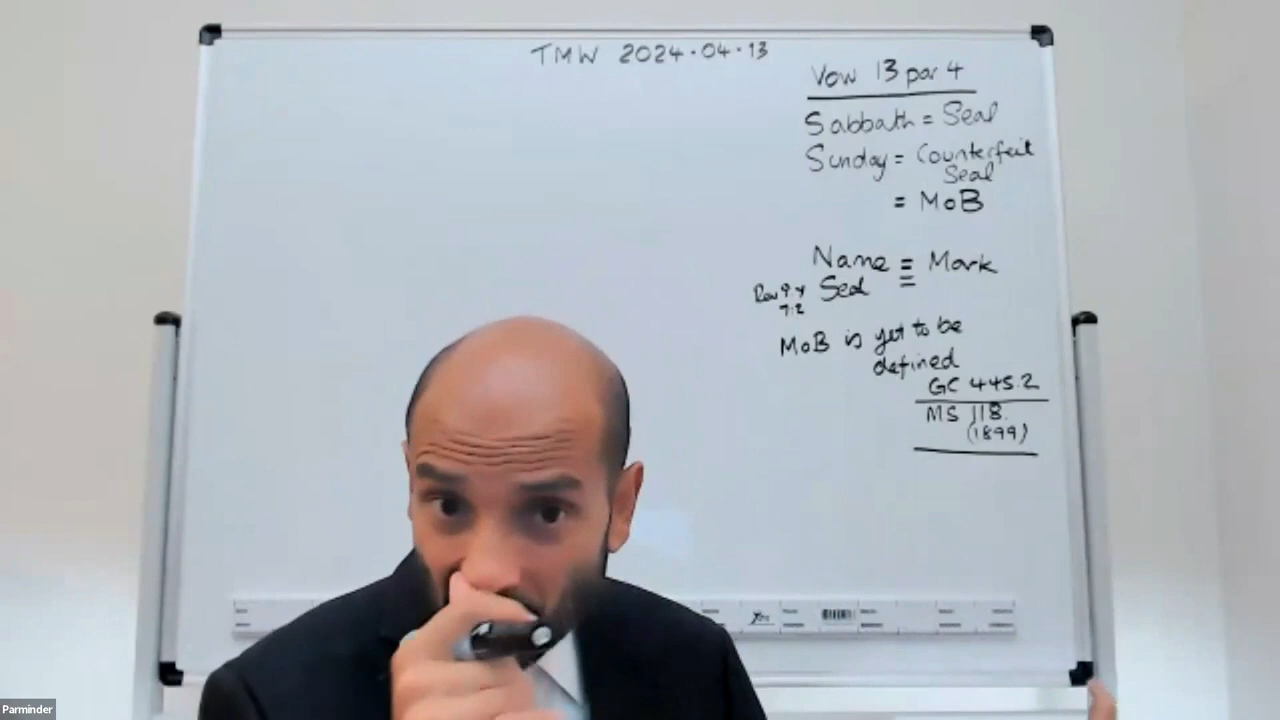 TMW 2024.04.13
Vow 13 par 4
Sabbath = Seal
Sunday = Counterfeit
Seal
= MoB
Name ≡ Mark
Rev 9:4 Seal =
7:2
MoB is yet to be
defined
GC 445.2
MS 118.
(1899)
Parminder